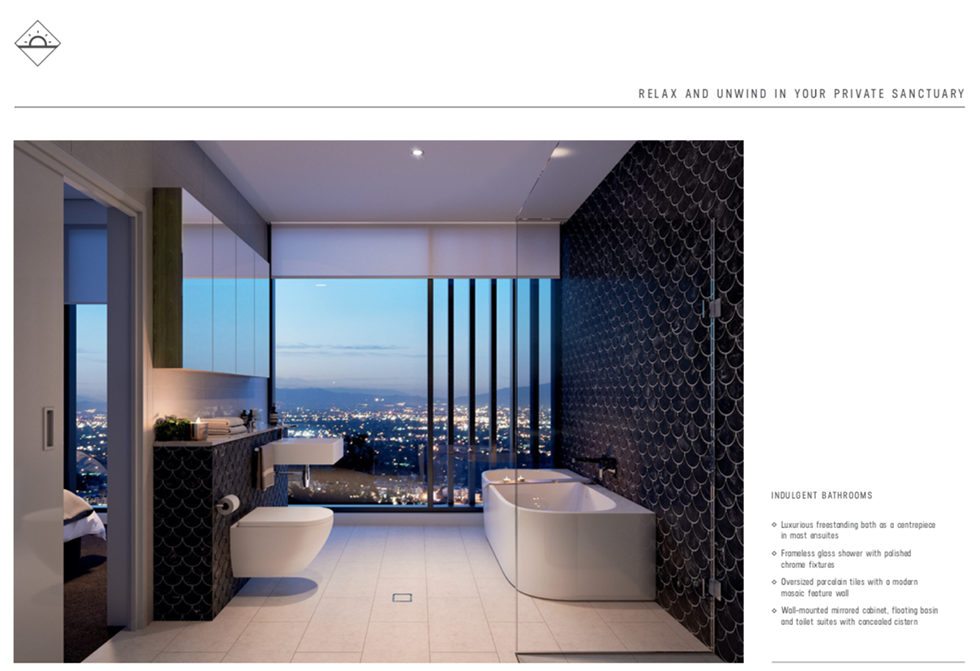 RELAX AND UNWIND IN YOUR PRIVATE SANCTUARY
INDULGENT BATHROOMS
Luxurious freestanding bath as a centrepiece
in most ensuites
Frameless glass shower with polished
chrome fixtures
Oversized porcelain tiles with a modern
mosaic feature wall
Wall-mounted mirrored cabinet, floating basin
and toilet suites with concealed cistern